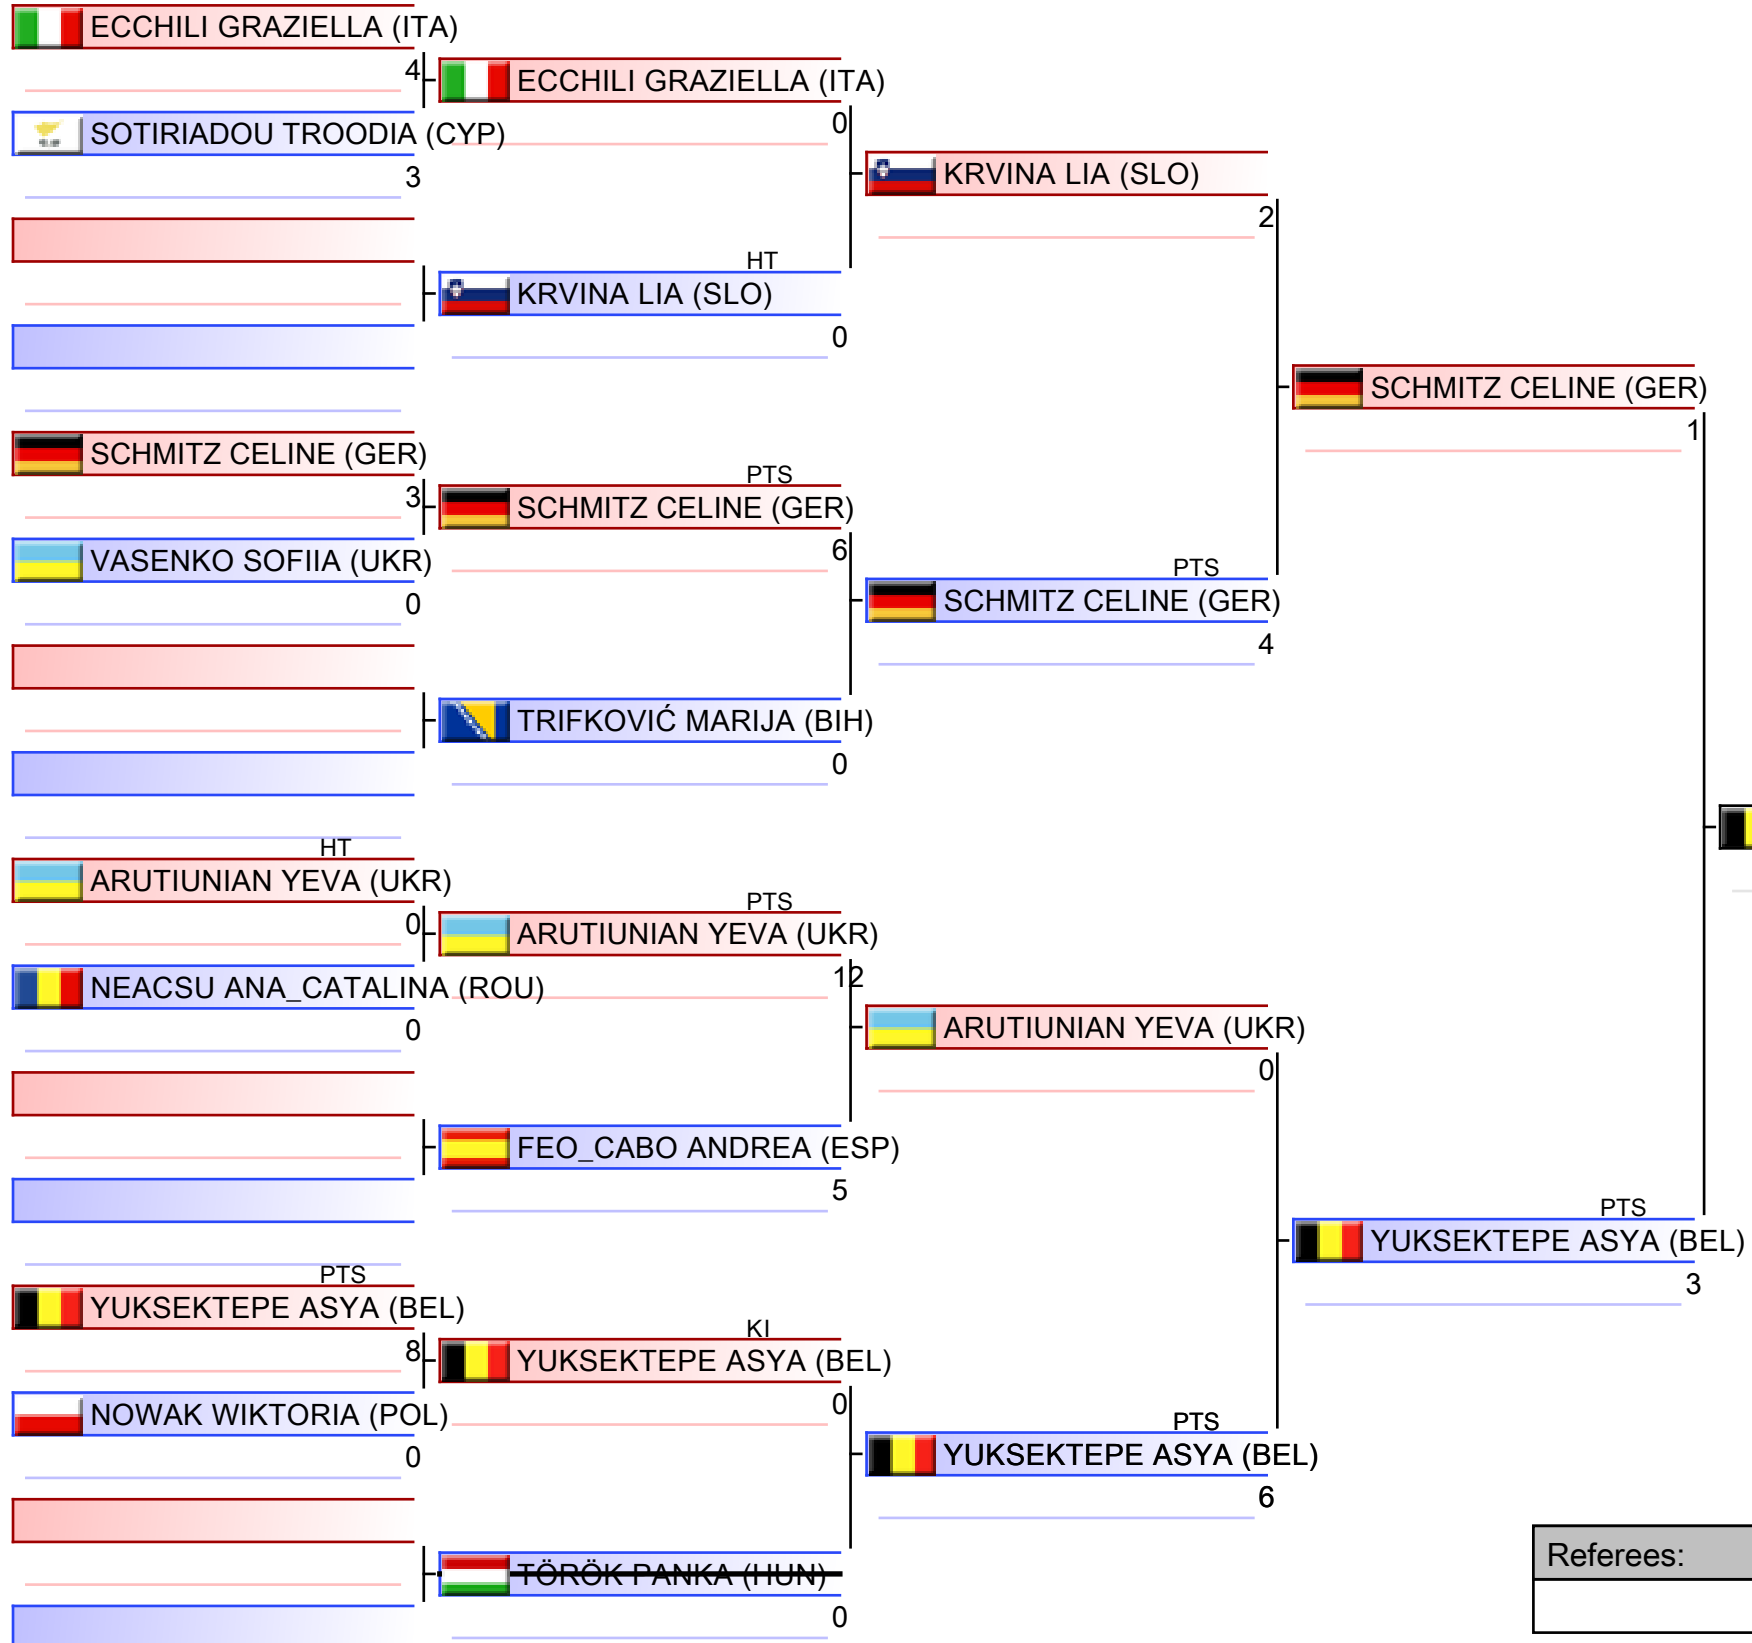 ECCHILI GRAZIELLA (ITA)
4
SOTIRIADOU TROODIA (CYP)
3
SCHMITZ CELINE (GER)
3
VASENKO SOFIIA (UKR)
0
HT
ARUTIUNIAN YEVA (UKR)
0
NEACSU ANA_CATALINA (ROU)
0
PTS
YUKSEKTEPE ASYA (BEL)
8
NOWAK WIKTORIA (POL)
0
ECCHILI GRAZIELLA (ITA)
0
HT
KRVINA LIA (SLO)
0
PTS
SCHMITZ CELINE (GER)
6
TRIFKOVIĆ MARIJA (BIH)
0
PTS
ARUTIUNIAN YEVA (UKR)
12
FEO_CABO ANDREA (ESP)
5
KI
YUKSEKTEPE ASYA (BEL)
0
TÖRÖK PANKA (HUN)
0
KRVINA LIA (SLO)
2
PTS
SCHMITZ CELINE (GER)
4
ARUTIUNIAN YEVA (UKR)
0
PTS
YUKSEKTEPE ASYA (BEL)
6
SCHMITZ CELINE (GER)
1
PTS
YUKSEKTEPE ASYA (BEL)
3
Referees: